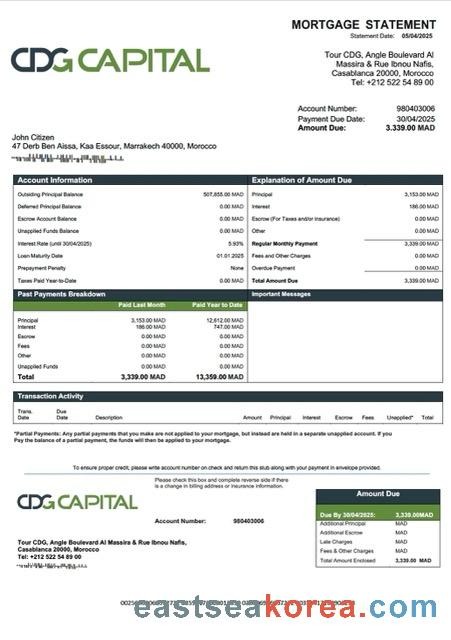 MORTGAGE STATEMENT
Statement Date: 05/04/2025
CDG CAPITAL
Tour CDG, Angle Boulevard Al
Massira & Rue Ibnou Nafis,
Casablanca 20000, Morocco
Tel: +212 522 54 89 00
Account Number: 980403006
Payment Due Date: 30/04/2025
Amount Due: 3.339.00 MAD
John Citizen
47 Derb Ben Aissa, Kaa Essour, Marrakech 40000, Morocco
Account Information
Outsiding Principal Balance 507,855.00 MAD
Deferred Principal Balance 0.00 MAD
Escrow Account Balance 0.00 MAD
Unapplied Funds Balance 0.00 MAD
Interest Rate (until 30/04/2025) 5.93%
Loan Maturity Date 01.01.2025
Prepayment Penalty None
Taxes Paid Year-to-Date 0.00 MAD
Explanation of Amount Due
Principal 3,153.00 MAD
Interest 186.00 MAD
Escrow (For Taxes and/or insurance) 0.00 MAD
Other 0.00 MAD
Regular Monthly Payment 3,339.00 MAD
Fees and Other Charges 0.00 MAD
Overdue Payment 0.00 MAD
Total Amount Due 3,339.00 MAD
Past Payments Breakdown
Paid Last Month Paid Year to Date
Principal 3,153.00 MAD 12,612.00 MAD
Interest 186.00 MAD 747.00 MAD
Escrow 0.00 MAD 0.00 MAD
Fees 0.00 MAD 0.00 MAD
Other 0.00 MAD 0.00 MAD
Unapplied Funds 0.00 MAD 0.00 MAD
Total 3,339.00 MAD 13,359.00 MAD
Important Messages
Transaction Activity
Trans. Date Due Date Description Amount Principal Interest Escrow Fees Unapplied* Total
*Partial Payments: Any partial payments that you make are not applied to your mortgage, but instead are held in a separate unapplied account. If you
Pay the balance of a partial payment, the funds will then be applied to your mortgage.
To ensure proper credit, please write account number on check and return this stub along with your payment in envelope provided.
Please check this box and complete reverse side if there
is a change in billing address or insurance information.
CDG CAPITAL
Account Number: 980403006
Tour CDG, Angle Boulevard Al Massira & Rue Ibnou Nafis,
Casablanca 20000, Morocco
Tel: +212 522 54 89 00
Amount Due
Due By 30/04/2025: 3,339.00MAD
Additional Principal MAD
Additional Escrow MAD
Late Charges MAD
Fees & Other Charges MAD
Total Amount Enclosed 3,339.00 MAD
eastseakorea.com